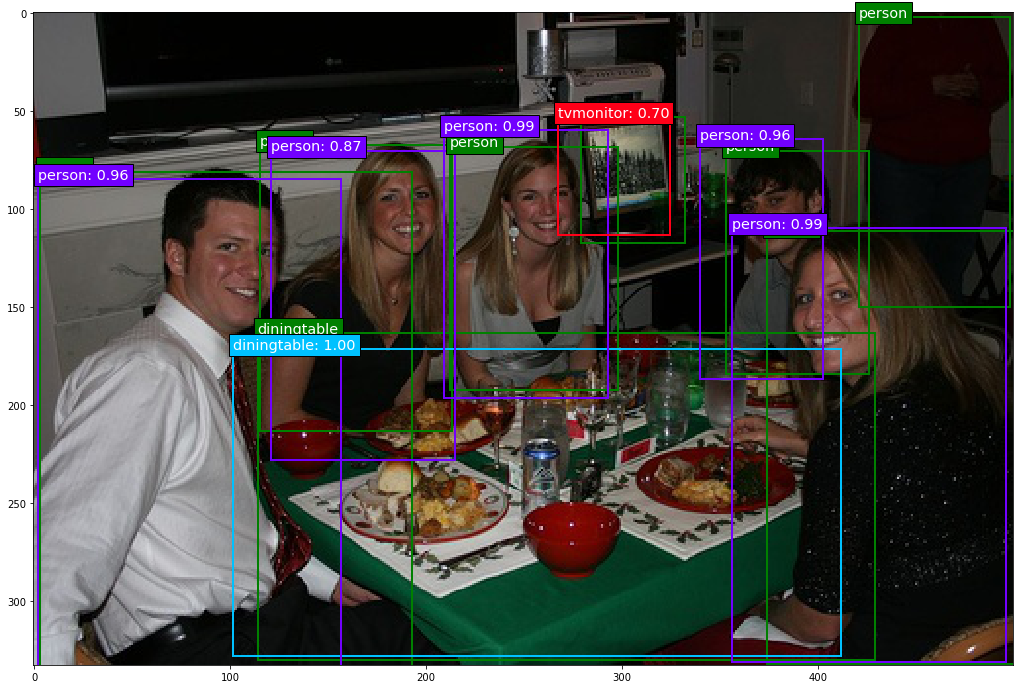 person
tvmonitor: 0.70
person: 0.99
person: 0.96
person: 0.87
person
person
person: 0.96
person: 0.99
diningtable
diningtable: 1.00
0
50
100
150
200
250
300
0
100
200
300
400
LG